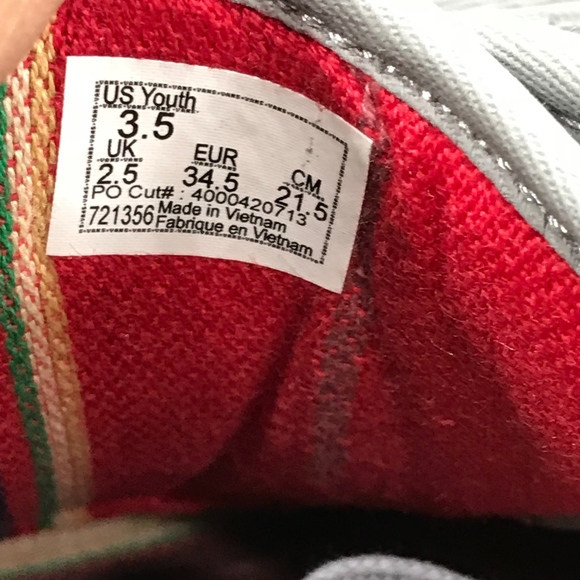 US Youth
3.5
UK EUR CM
2.5 34.5 21.5
PO Cut# : 4000420713
721356 Made in Vietnam
Fabrique en Vietnam